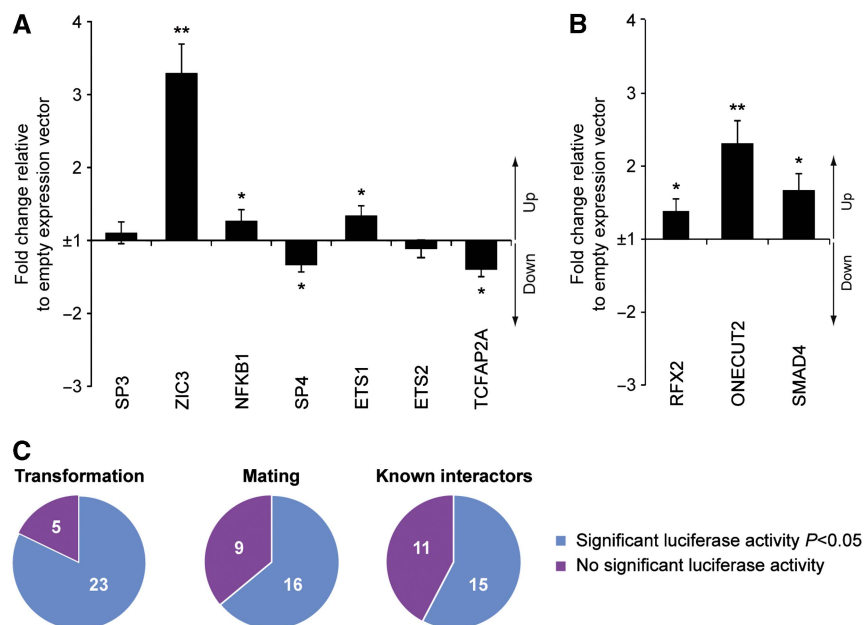 A
Fold change relative
to empty expression vector
4
3
2
±1
−2
−3
**
*
*
*
*
Up
Down
SP3
ZIC3
NFKB1
SP4
ETS1
ETS2
TCFAP2A
B
Fold change relative
to empty expression vector
4
3
2
±1
−2
−3
*
**
*
Up
Down
RFX2
ONECUT2
SMAD4
C
Transformation
5
23
Mating
9
16
Known interactors
11
15
Significant luciferase activity P<0.05
No significant luciferase activity